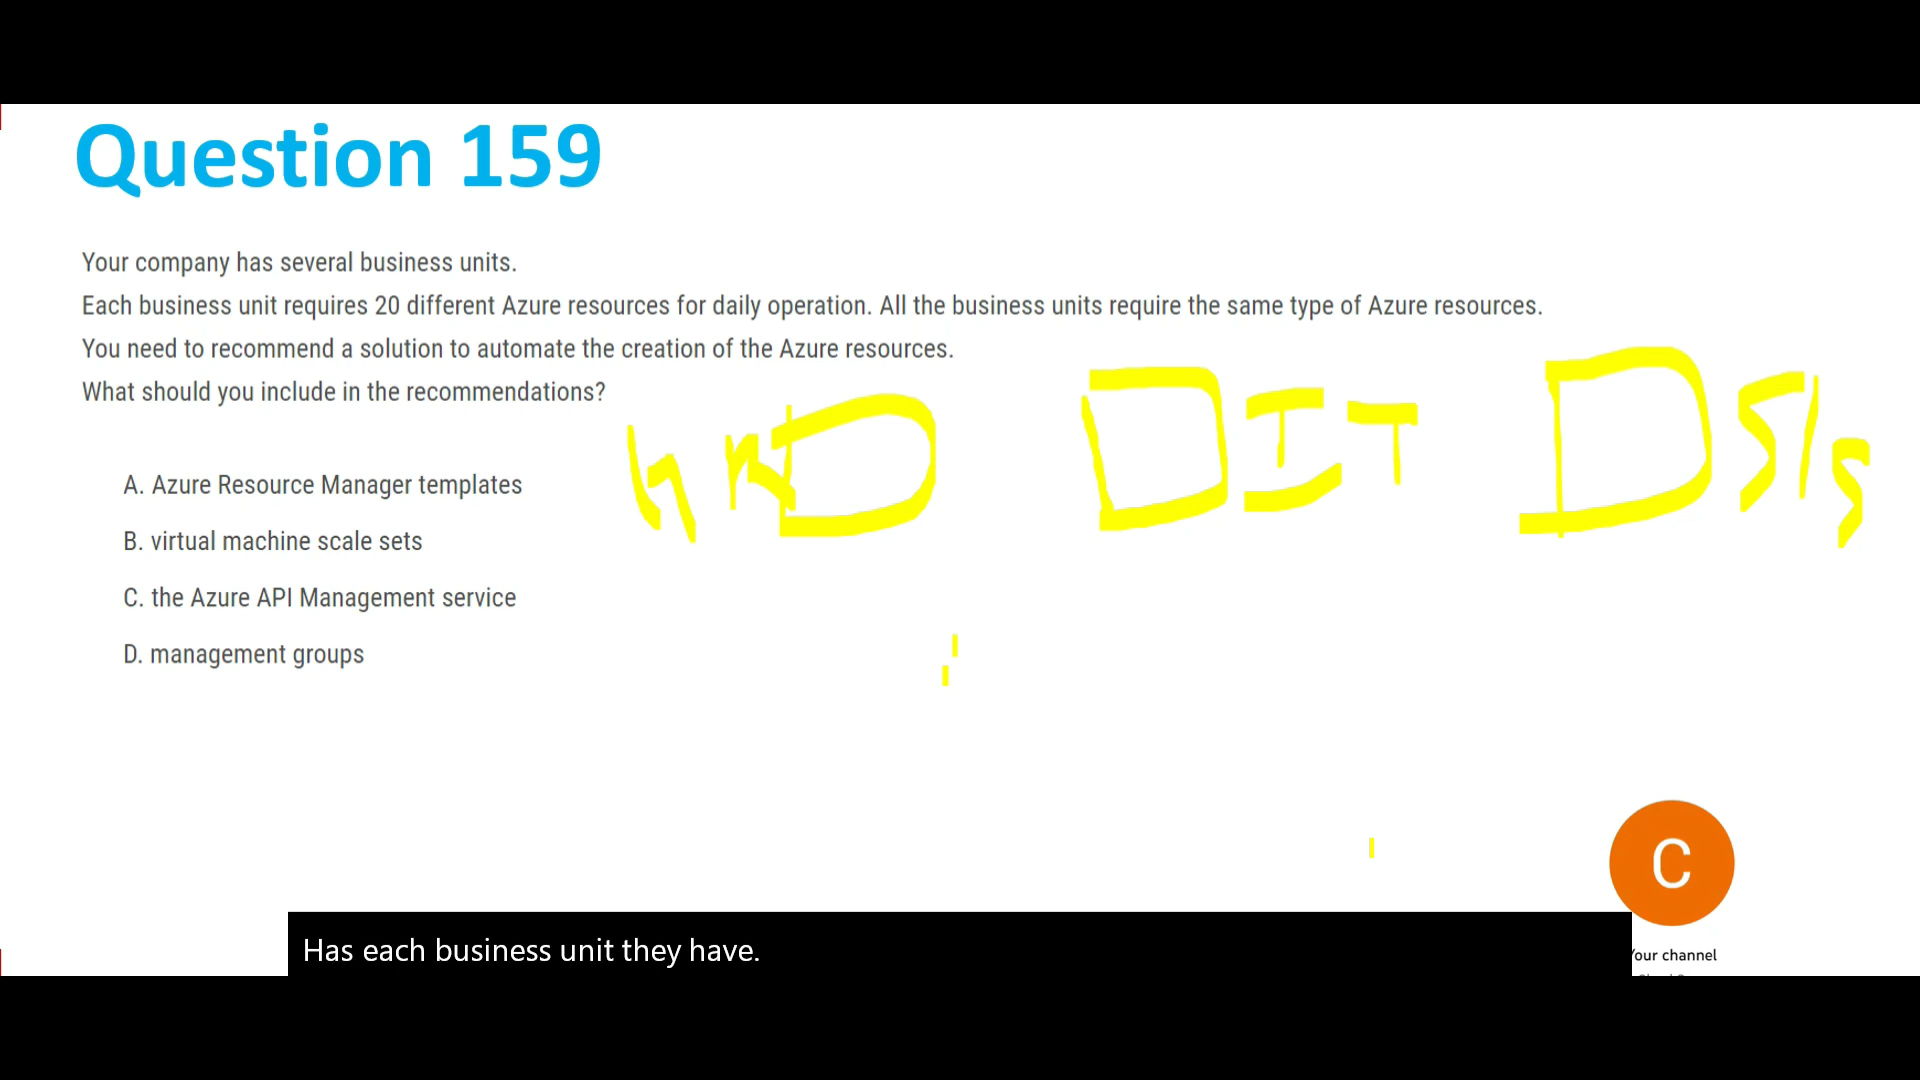 Question 159
Your company has several business units.
Each business unit requires 20 different Azure resources for daily operation. All the business units require the same type of Azure resources.
You need to recommend a solution to automate the creation of the Azure resources.
What should you include in the recommendations?
A. Azure Resource Manager templates
B. virtual machine scale sets
C. the Azure API Management service
D. management groups
IT
C
Has each business unit they have.
Your channel